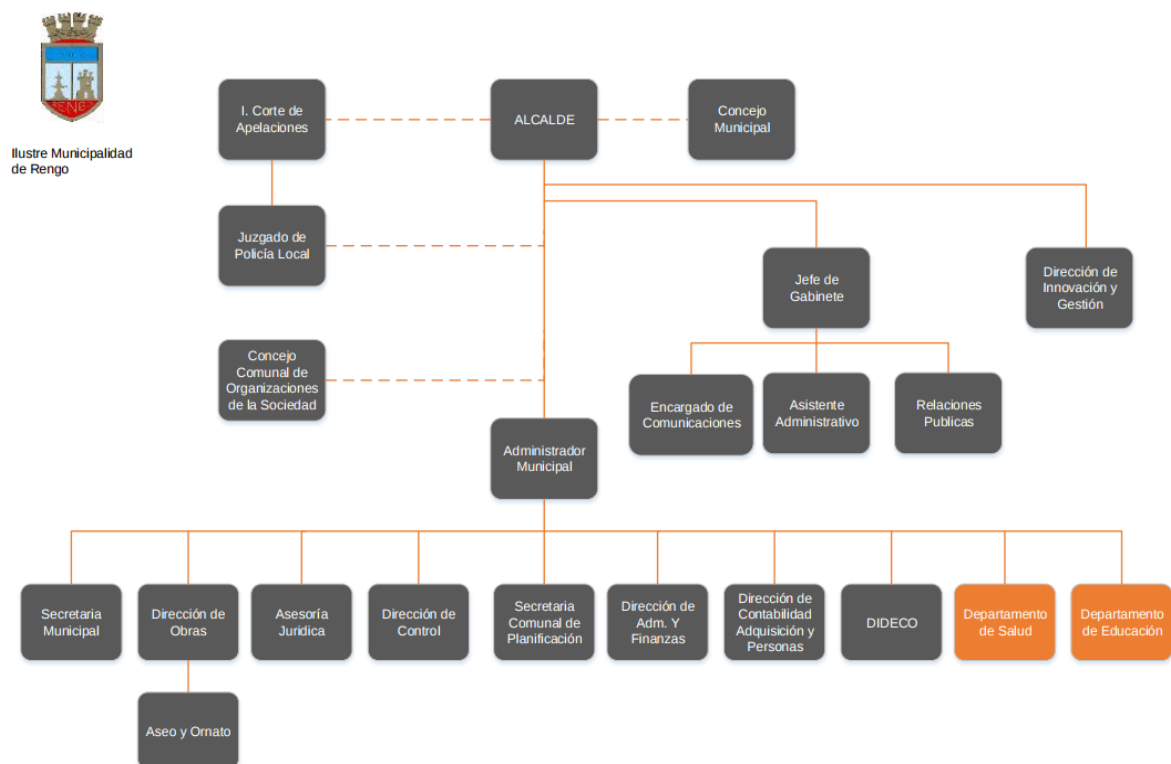 Ilustre Municipalidad
de Rengo
I. Corte de
Apelaciones
ALCALDE
Concejo
Municipal
Juzgado de
Policía Local
Jefe de
Gabinete
Dirección de
Innovación y
Gestión
Concejo
Comunal de
Organizaciones
de la Sociedad
Encargado de
Comunicaciones
Asistente
Administrativo
Relaciones
Publicas
Administrador
Municipal
Secretaria
Municipal
Dirección de
Obras
Asesoría
Juridica
Dirección de
Control
Secretaria
Comunal de
Planificación
Dirección de
Adm. Y
Finanzas
Dirección de
Contabilidad
Adquisición y
Personas
DIDECO
Departamento
de Salud
Departamento
de Educación
Aseo y Ornato